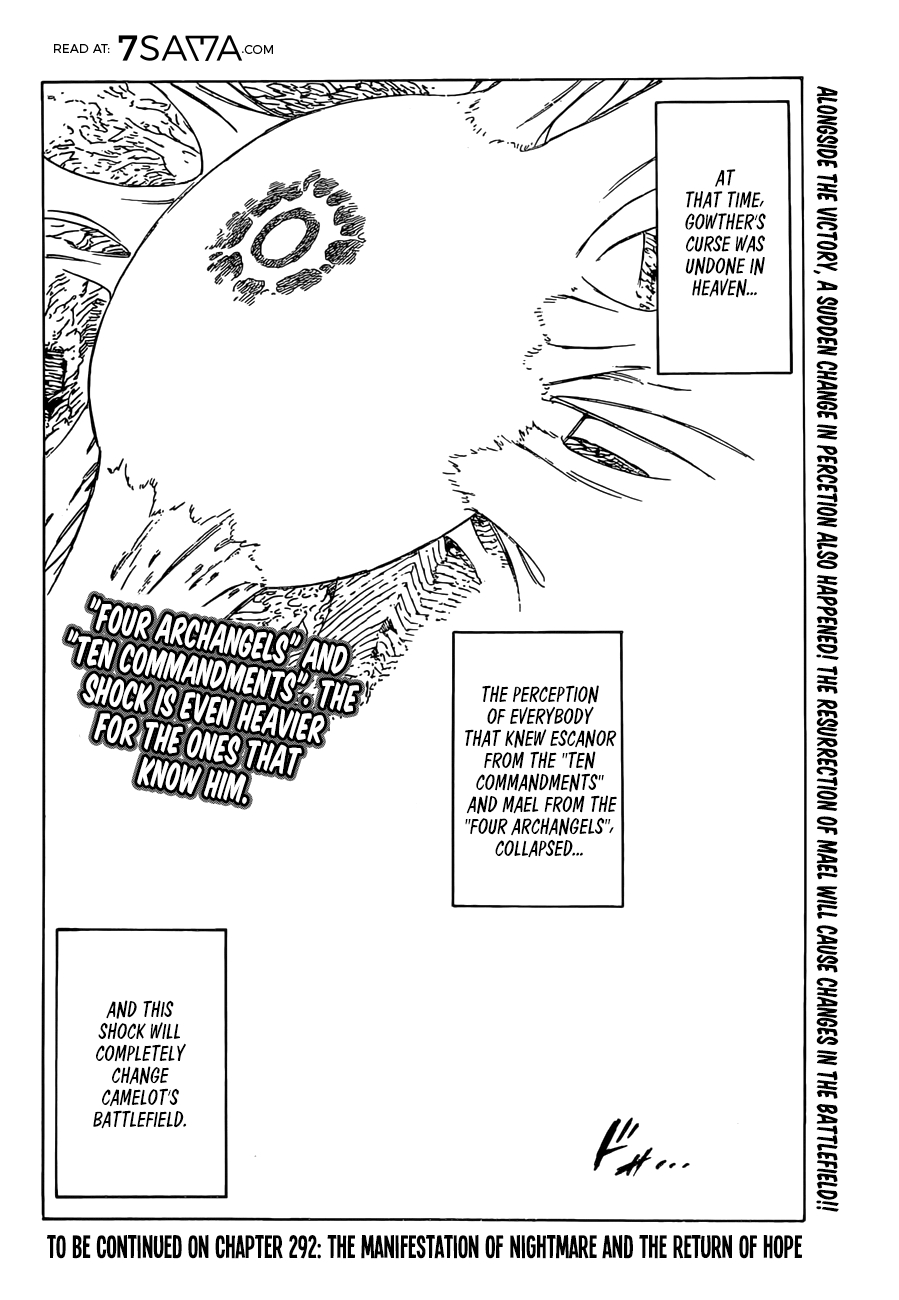 READ AT: 7SAMA.COM
AT
THAT TIME,
GOWTHER'S
CURSE WAS
UNDONE IN
HEAVEN...
ALONGSIDE THE VICTORY, A SUDDEN CHANGE IN PERCETION ALSO HAPPENED! THE RESURRECTION OF MAEL WILL CAUSE CHANGES IN THE BATTLEFIELD!!
"FOUR ARCHANGELS" AND
"TEN COMMANDMENTS". THE
SHOCK IS EVEN HEAVIER
FOR THE ONES THAT
KNOW HIM.
THE PERCEPTION
OF EVERYBODY
THAT KNEW ESCANOR
FROM THE "TEN
COMMANDMENTS"
AND MAEL FROM THE
"FOUR ARCHANGELS",
COLLAPSED...
AND THIS
SHOCK WILL
COMPLETELY
CHANGE
CAMELOT'S
BATTLEFIELD.
ドォ...
TO BE CONTINUED ON CHAPTER 292: THE MANIFESTATION OF NIGHTMARE AND THE RETURN OF HOPE